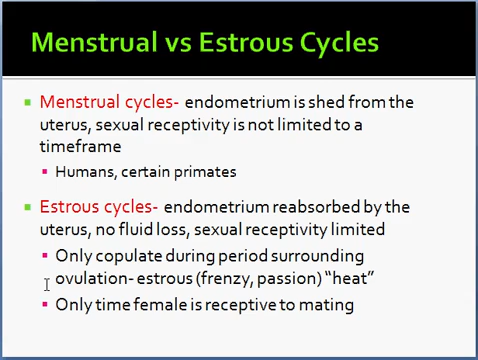 Menstrual vs Estrous Cycles
Menstrual cycles- endometrium is shed from the
uterus, sexual receptivity is not limited to a
timeframe
Humans, certain primates
Estrous cycles- endometrium reabsorbed by the
uterus, no fluid loss, sexual receptivity limited
Only copulate during period surrounding
ovulation- estrous (frenzy, passion) “heat”
Only time female is receptive to mating